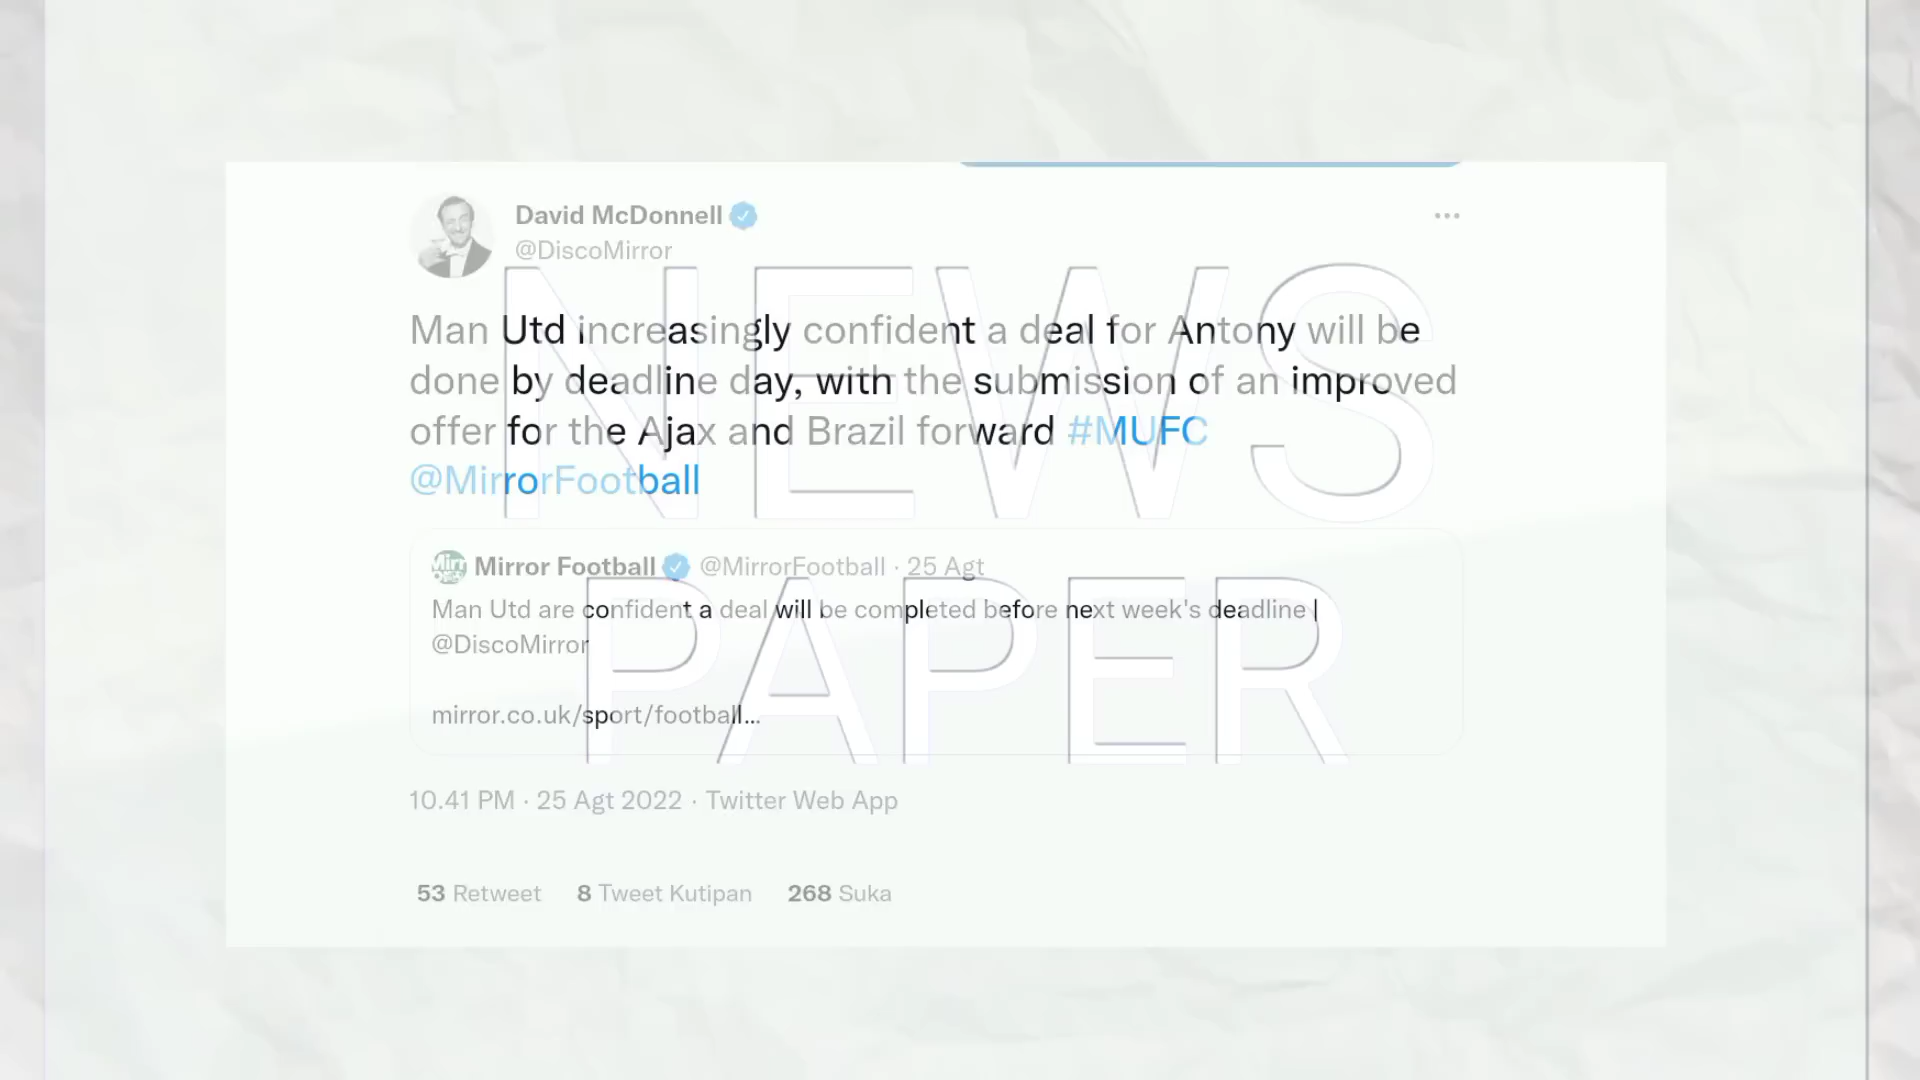 David McDonnell
@DiscoMirror
NEWS
Man Utd increasingly confident a deal for Antony will be
done by deadline day, with the submission of an improved
offer for the Ajax and Brazil forward #MUFC
@MirrorFootball
Mirror Football @MirrorFootball · 25 Agt
PAPER
Man Utd are confident a deal will be completed before next week's deadline |
@DiscoMirror
mirror.co.uk/sport/football...
10.41 PM · 25 Agt 2022 · Twitter Web App
53 Retweet 8 Tweet Kutipan 268 Suka